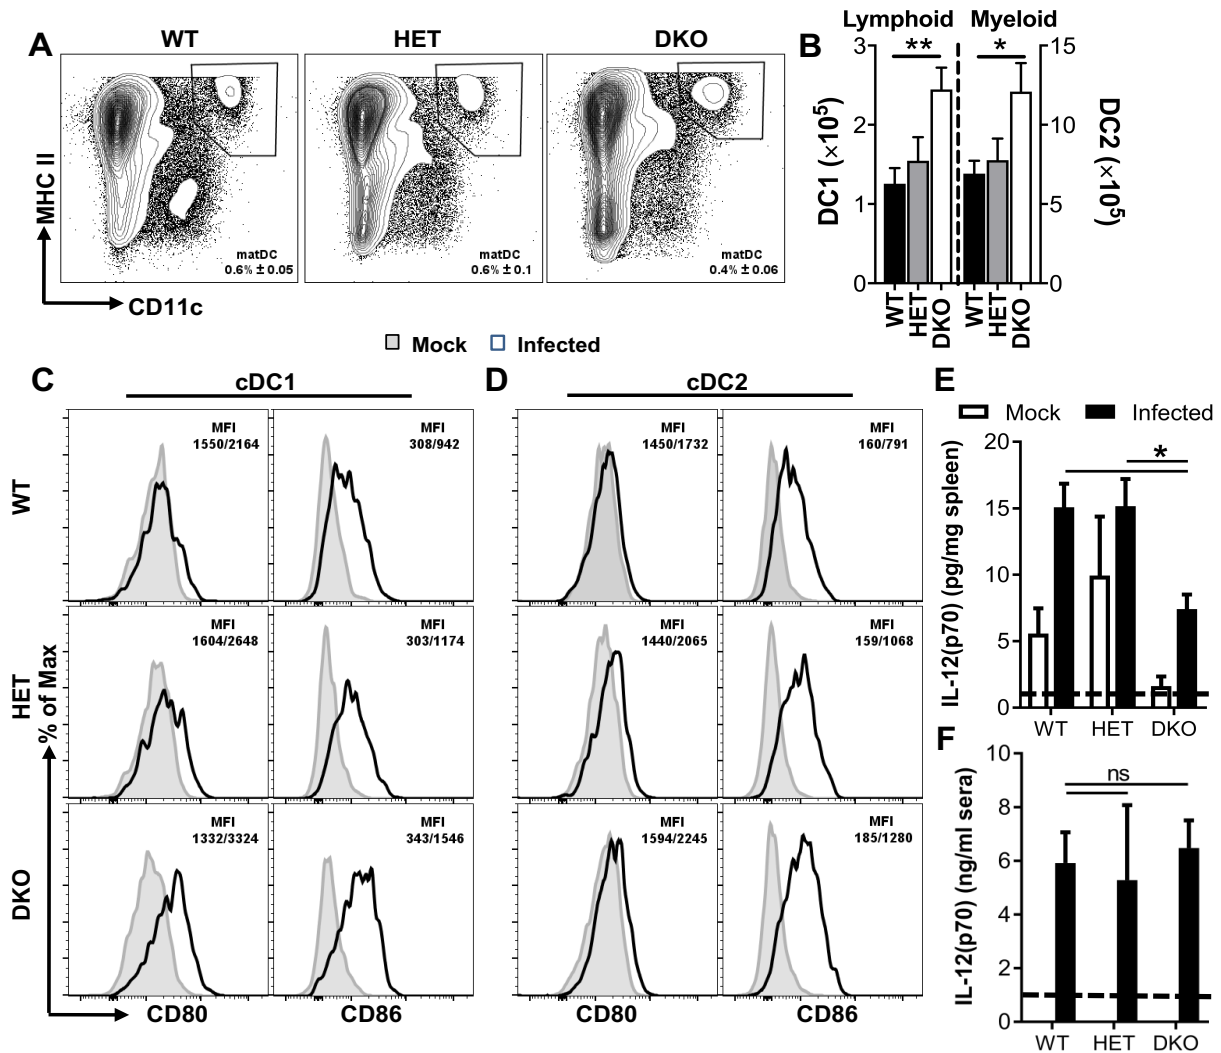 A
WT
HET
DKO
MHC II
CD11c
matDC
0.6% ± 0.05
matDC
0.6% ± 0.1
matDC
0.4% ± 0.06
B
Lymphoid
Myeloid
**
*
DC1 (×10⁵)
3
2
1
0
DC2 (×10⁵)
15
10
5
0
WT
HET
DKO
WT
HET
DKO
Mock
Infected
C
cDC1
D
cDC2
WT
MFI
1550/2164
MFI
308/942
MFI
1450/1732
MFI
160/791
HET
% of Max
MFI
1604/2648
MFI
303/1174
MFI
1440/2065
MFI
159/1068
DKO
MFI
1332/3324
MFI
343/1546
MFI
1594/2245
MFI
185/1280
CD80
CD86
CD80
CD86
E
Mock
Infected
IL-12(p70) (pg/mg spleen)
20
15
10
5
0
*
WT
HET
DKO
F
IL-12(p70) (ng/ml sera)
10
8
6
4
2
0
ns
WT
HET
DKO